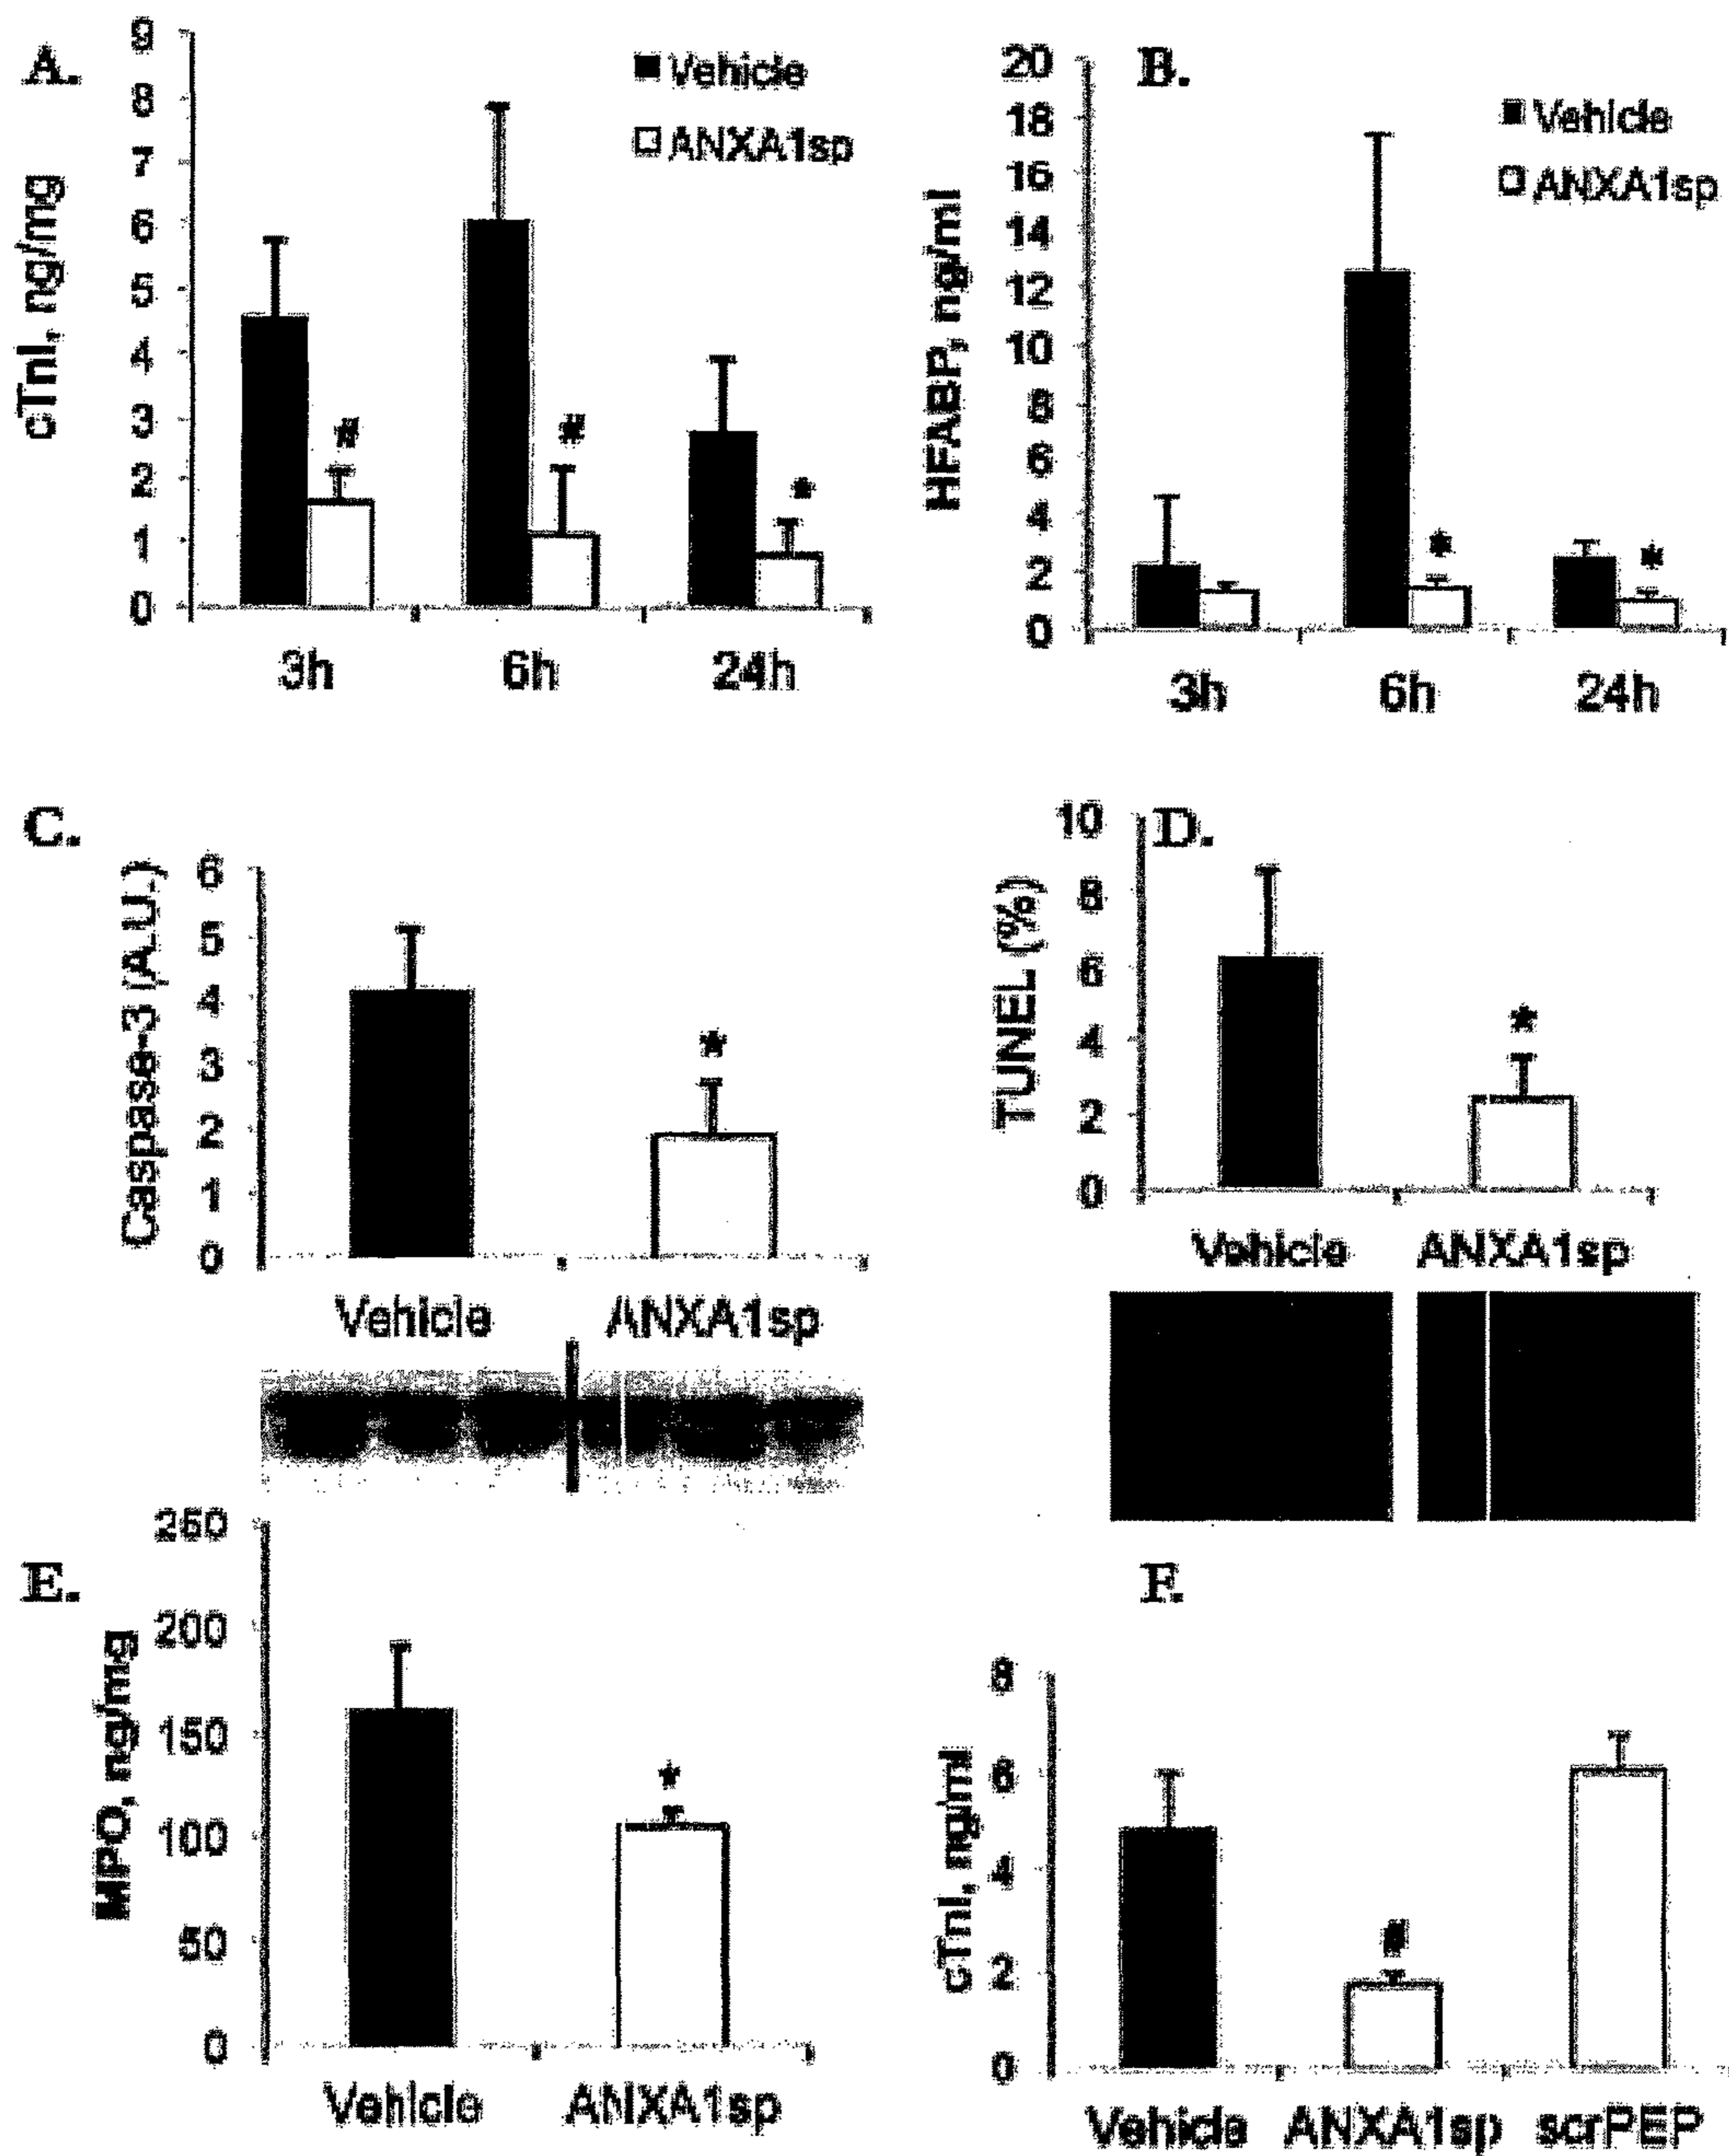 A.
cTnI, ng/mg
9
8
7
6
5
4
3
2
1
0
Vehicle
ANXA1sp
#
#
*
3h
6h
24h
B.
HFABP, ng/ml
20
18
16
14
12
10
8
6
4
2
0
Vehicle
ANXA1sp
*
*
3h
6h
24h
C.
Caspase-3 (A.U.)
6
5
4
3
2
1
0
*
Vehicle
ANXA1sp
D.
TUNEL (%)
10
8
6
4
2
0
*
Vehicle
ANXA1sp
E.
MPO, ng/mg
250
200
150
100
50
0
*
Vehicle
ANXA1sp
F.
cTnI, ng/ml
8
6
4
2
0
#
Vehicle
ANXA1sp
scrPEP